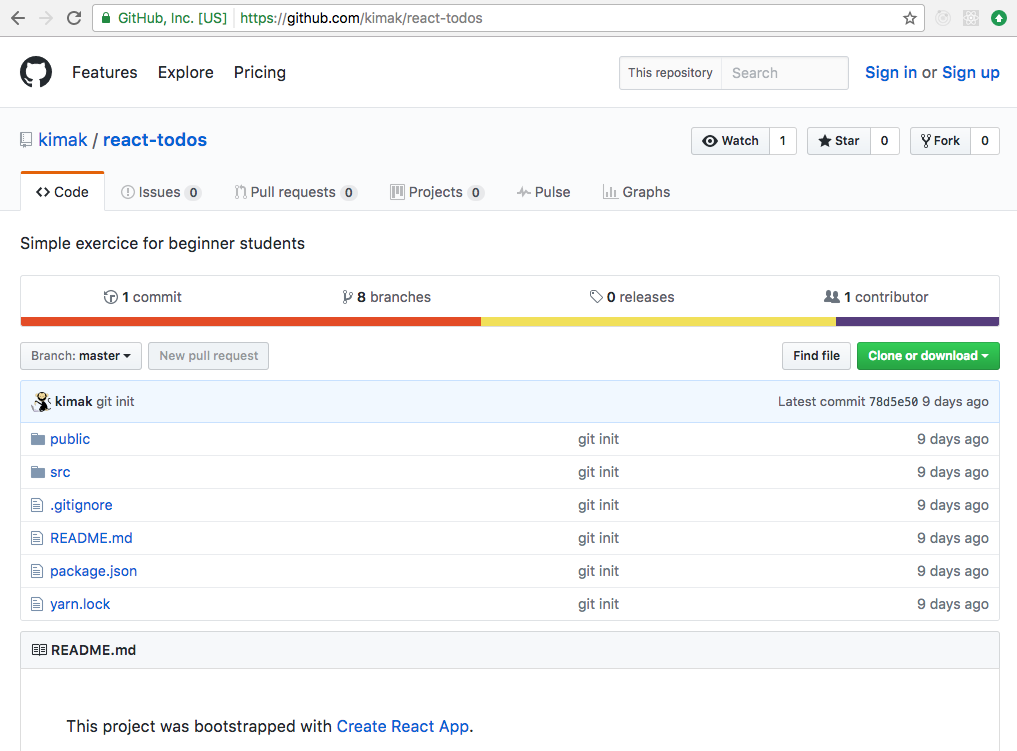 GitHub, Inc. [US] https://github.com/kimak/react-todos
Features Explore Pricing This repository Search Sign in or Sign up
kimak / react-todos Watch 1 Star 0 Fork 0
Code Issues 0 Pull requests 0 Projects 0 Pulse Graphs
Simple exercice for beginner students
1 commit 8 branches 0 releases 1 contributor
Branch: master New pull request Find file Clone or download
kimak git init Latest commit 78d5e50 9 days ago
public git init 9 days ago
src git init 9 days ago
.gitignore git init 9 days ago
README.md git init 9 days ago
package.json git init 9 days ago
yarn.lock git init 9 days ago
README.md
This project was bootstrapped with Create React App.